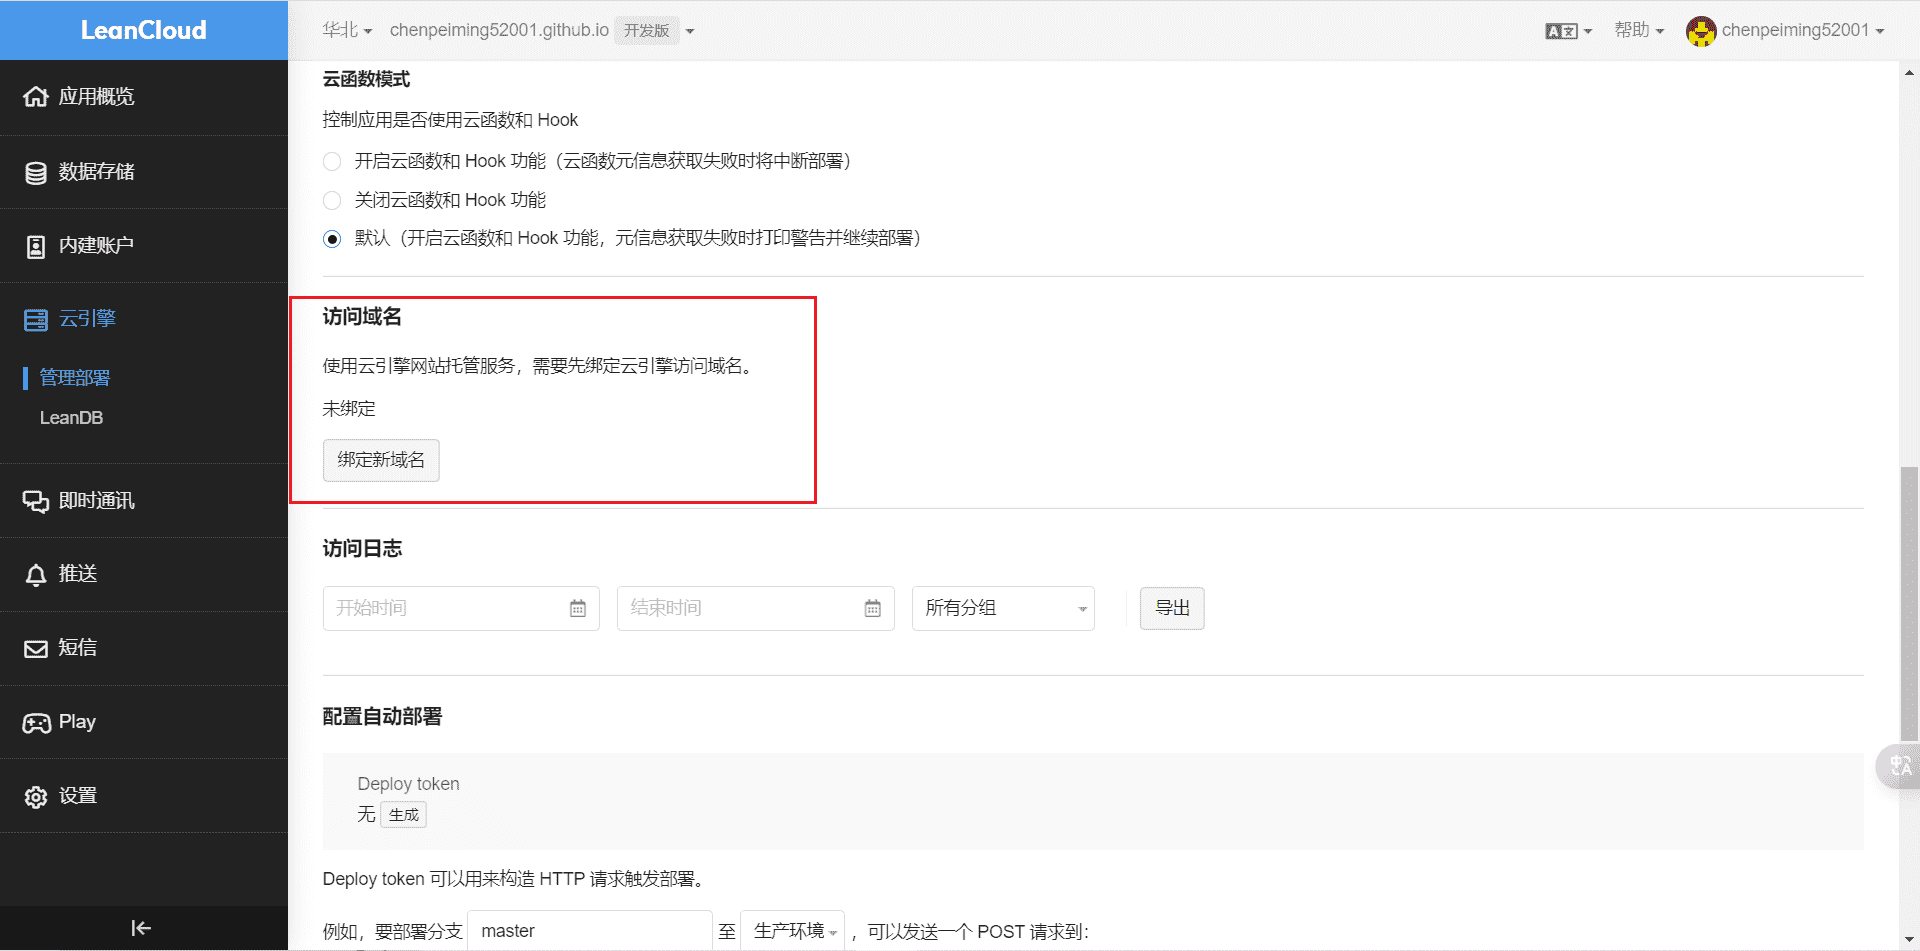 LeanCloud
华北
chenpeiming52001.github.io
开发版
帮助
chenpeiming52001
应用概览
数据存储
内建账户
云引擎
管理部署
LeanDB
即时通讯
推送
短信
Play
设置
云函数模式
控制应用是否使用云函数和 Hook
开启云函数和 Hook 功能（云函数元信息获取失败时将中断部署）
关闭云函数和 Hook 功能
默认（开启云函数和 Hook 功能，元信息获取失败时打印警告并继续部署）
访问域名
使用云引擎网站托管服务，需要先绑定云引擎访问域名。
未绑定
绑定新域名
访问日志
开始时间
结束时间
所有分组
导出
配置自动部署
Deploy token
无 生成
Deploy token 可以用来构造 HTTP 请求触发部署。
例如，要部署分支 master 至 生产环境 ，可以发送一个 POST 请求到：